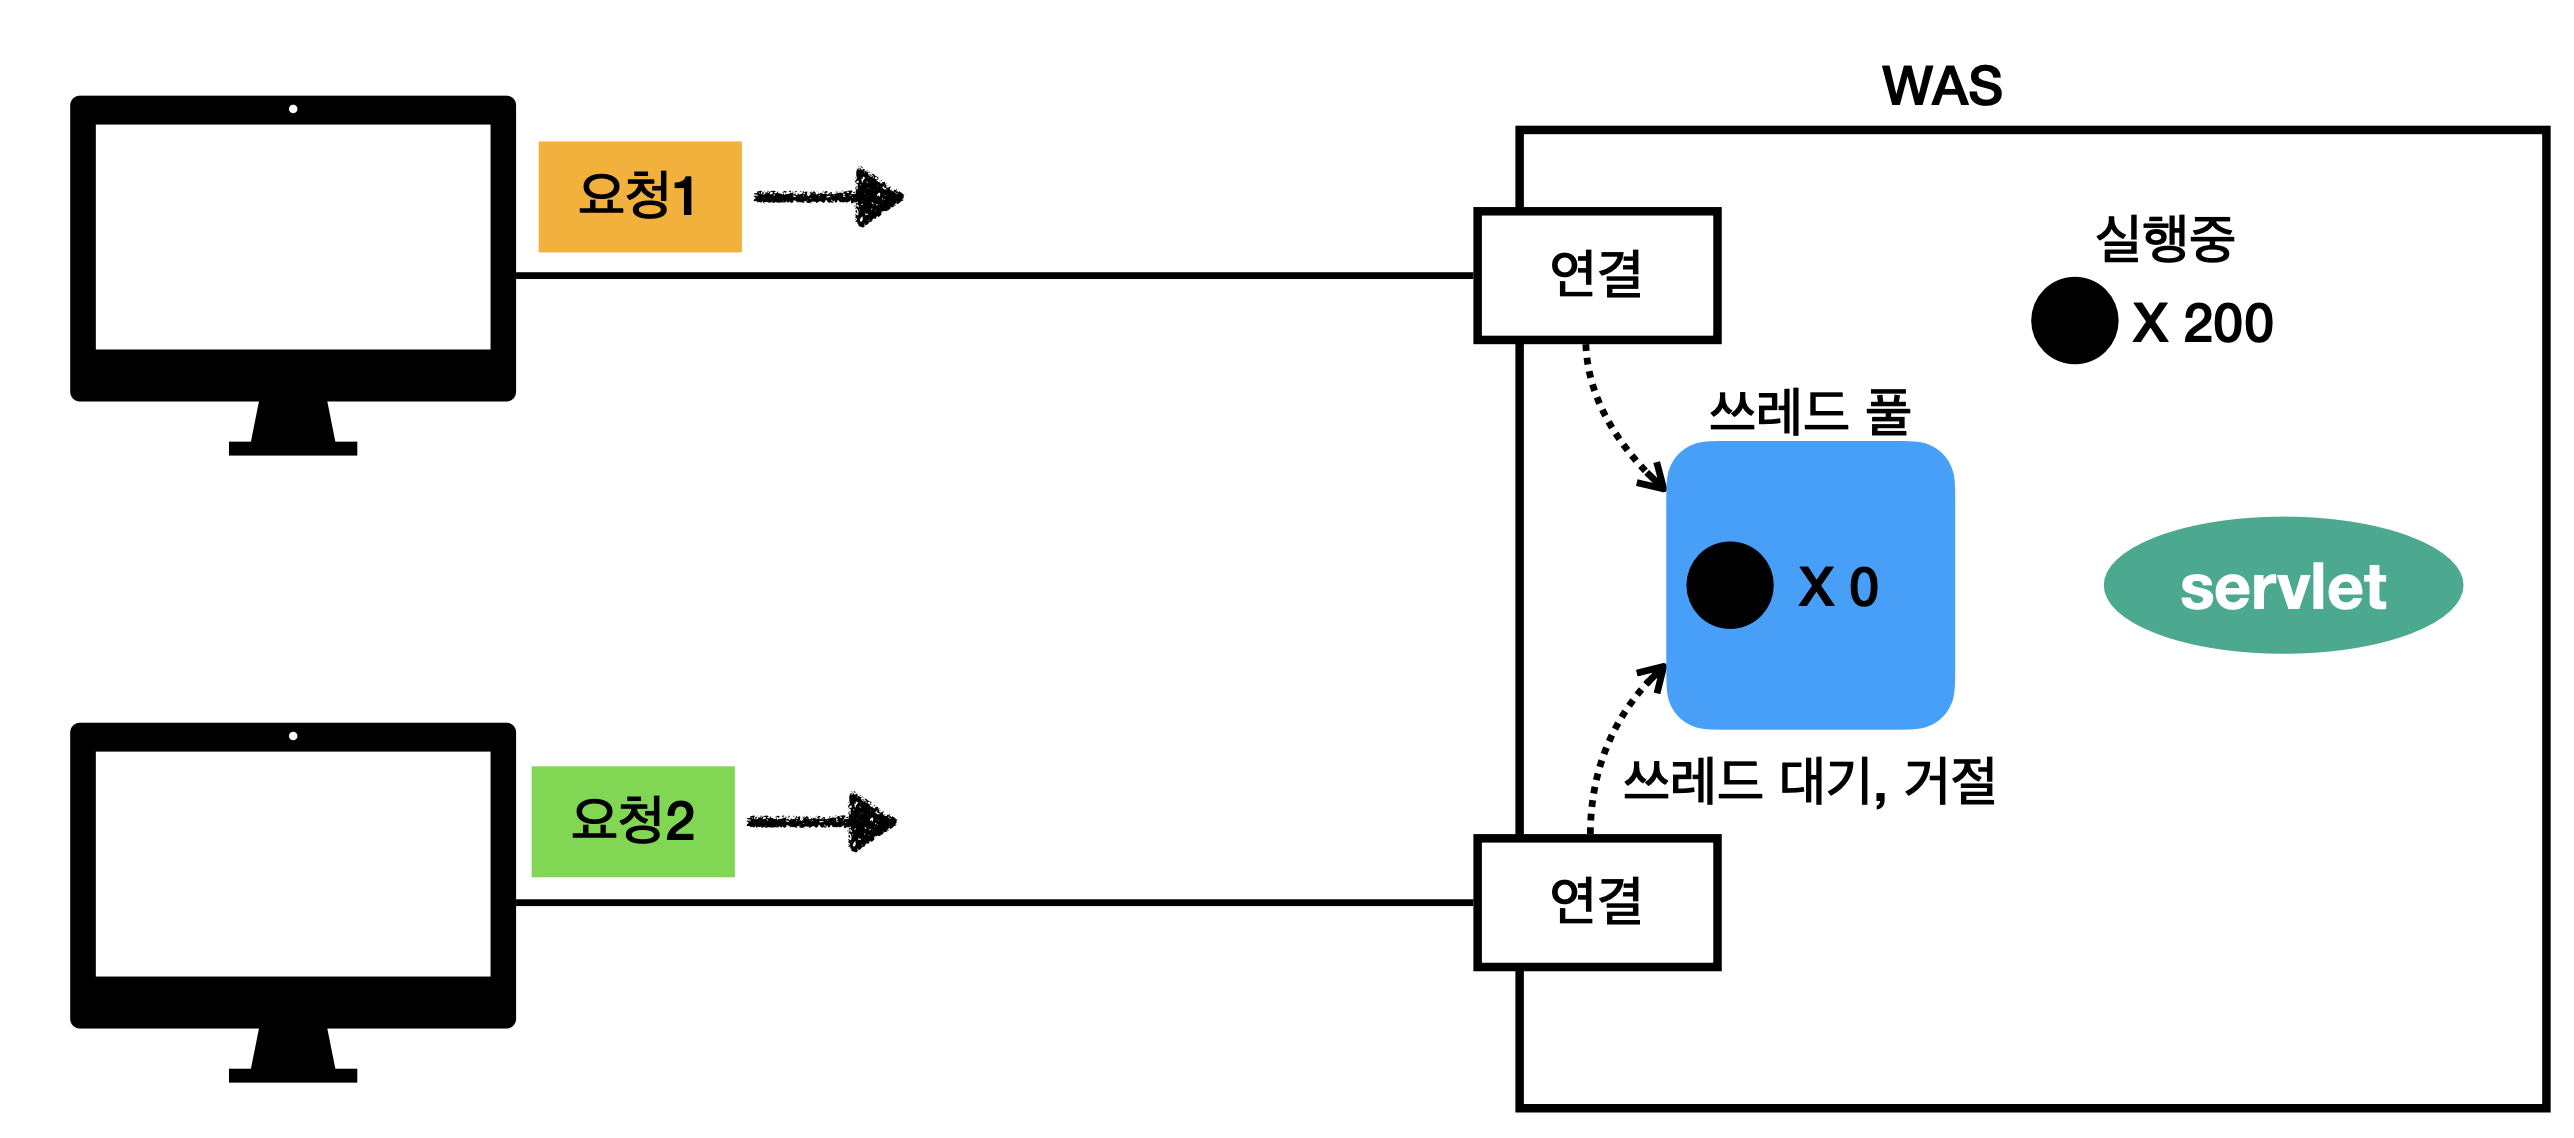 WAS
요청1
연결
실행중
X 200
쓰레드 풀
X 0
servlet
쓰레드 대기, 거절
요청2
연결